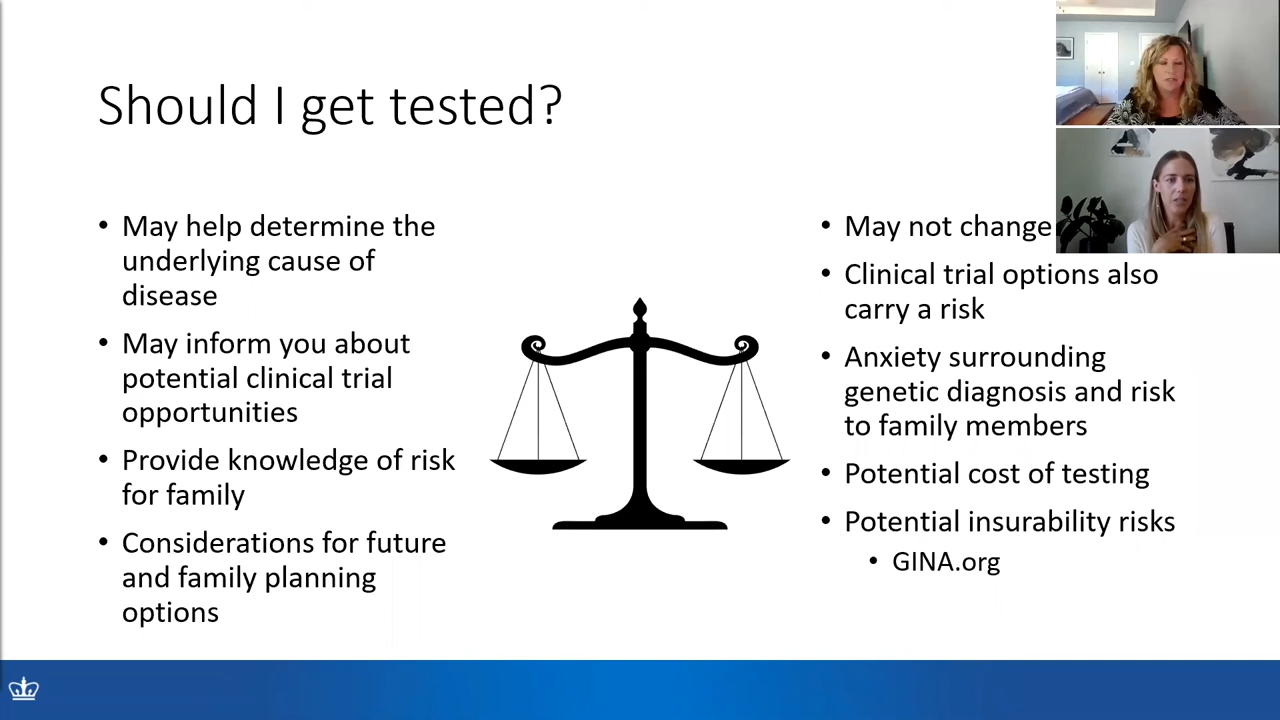 Should I get tested?
• May help determine the
underlying cause of
disease
• May inform you about
potential clinical trial
opportunities
• Provide knowledge of risk
for family
• Considerations for future
and family planning
options
• May not change
• Clinical trial options also
carry a risk
• Anxiety surrounding
genetic diagnosis and risk
to family members
• Potential cost of testing
• Potential insurability risks
• GINA.org